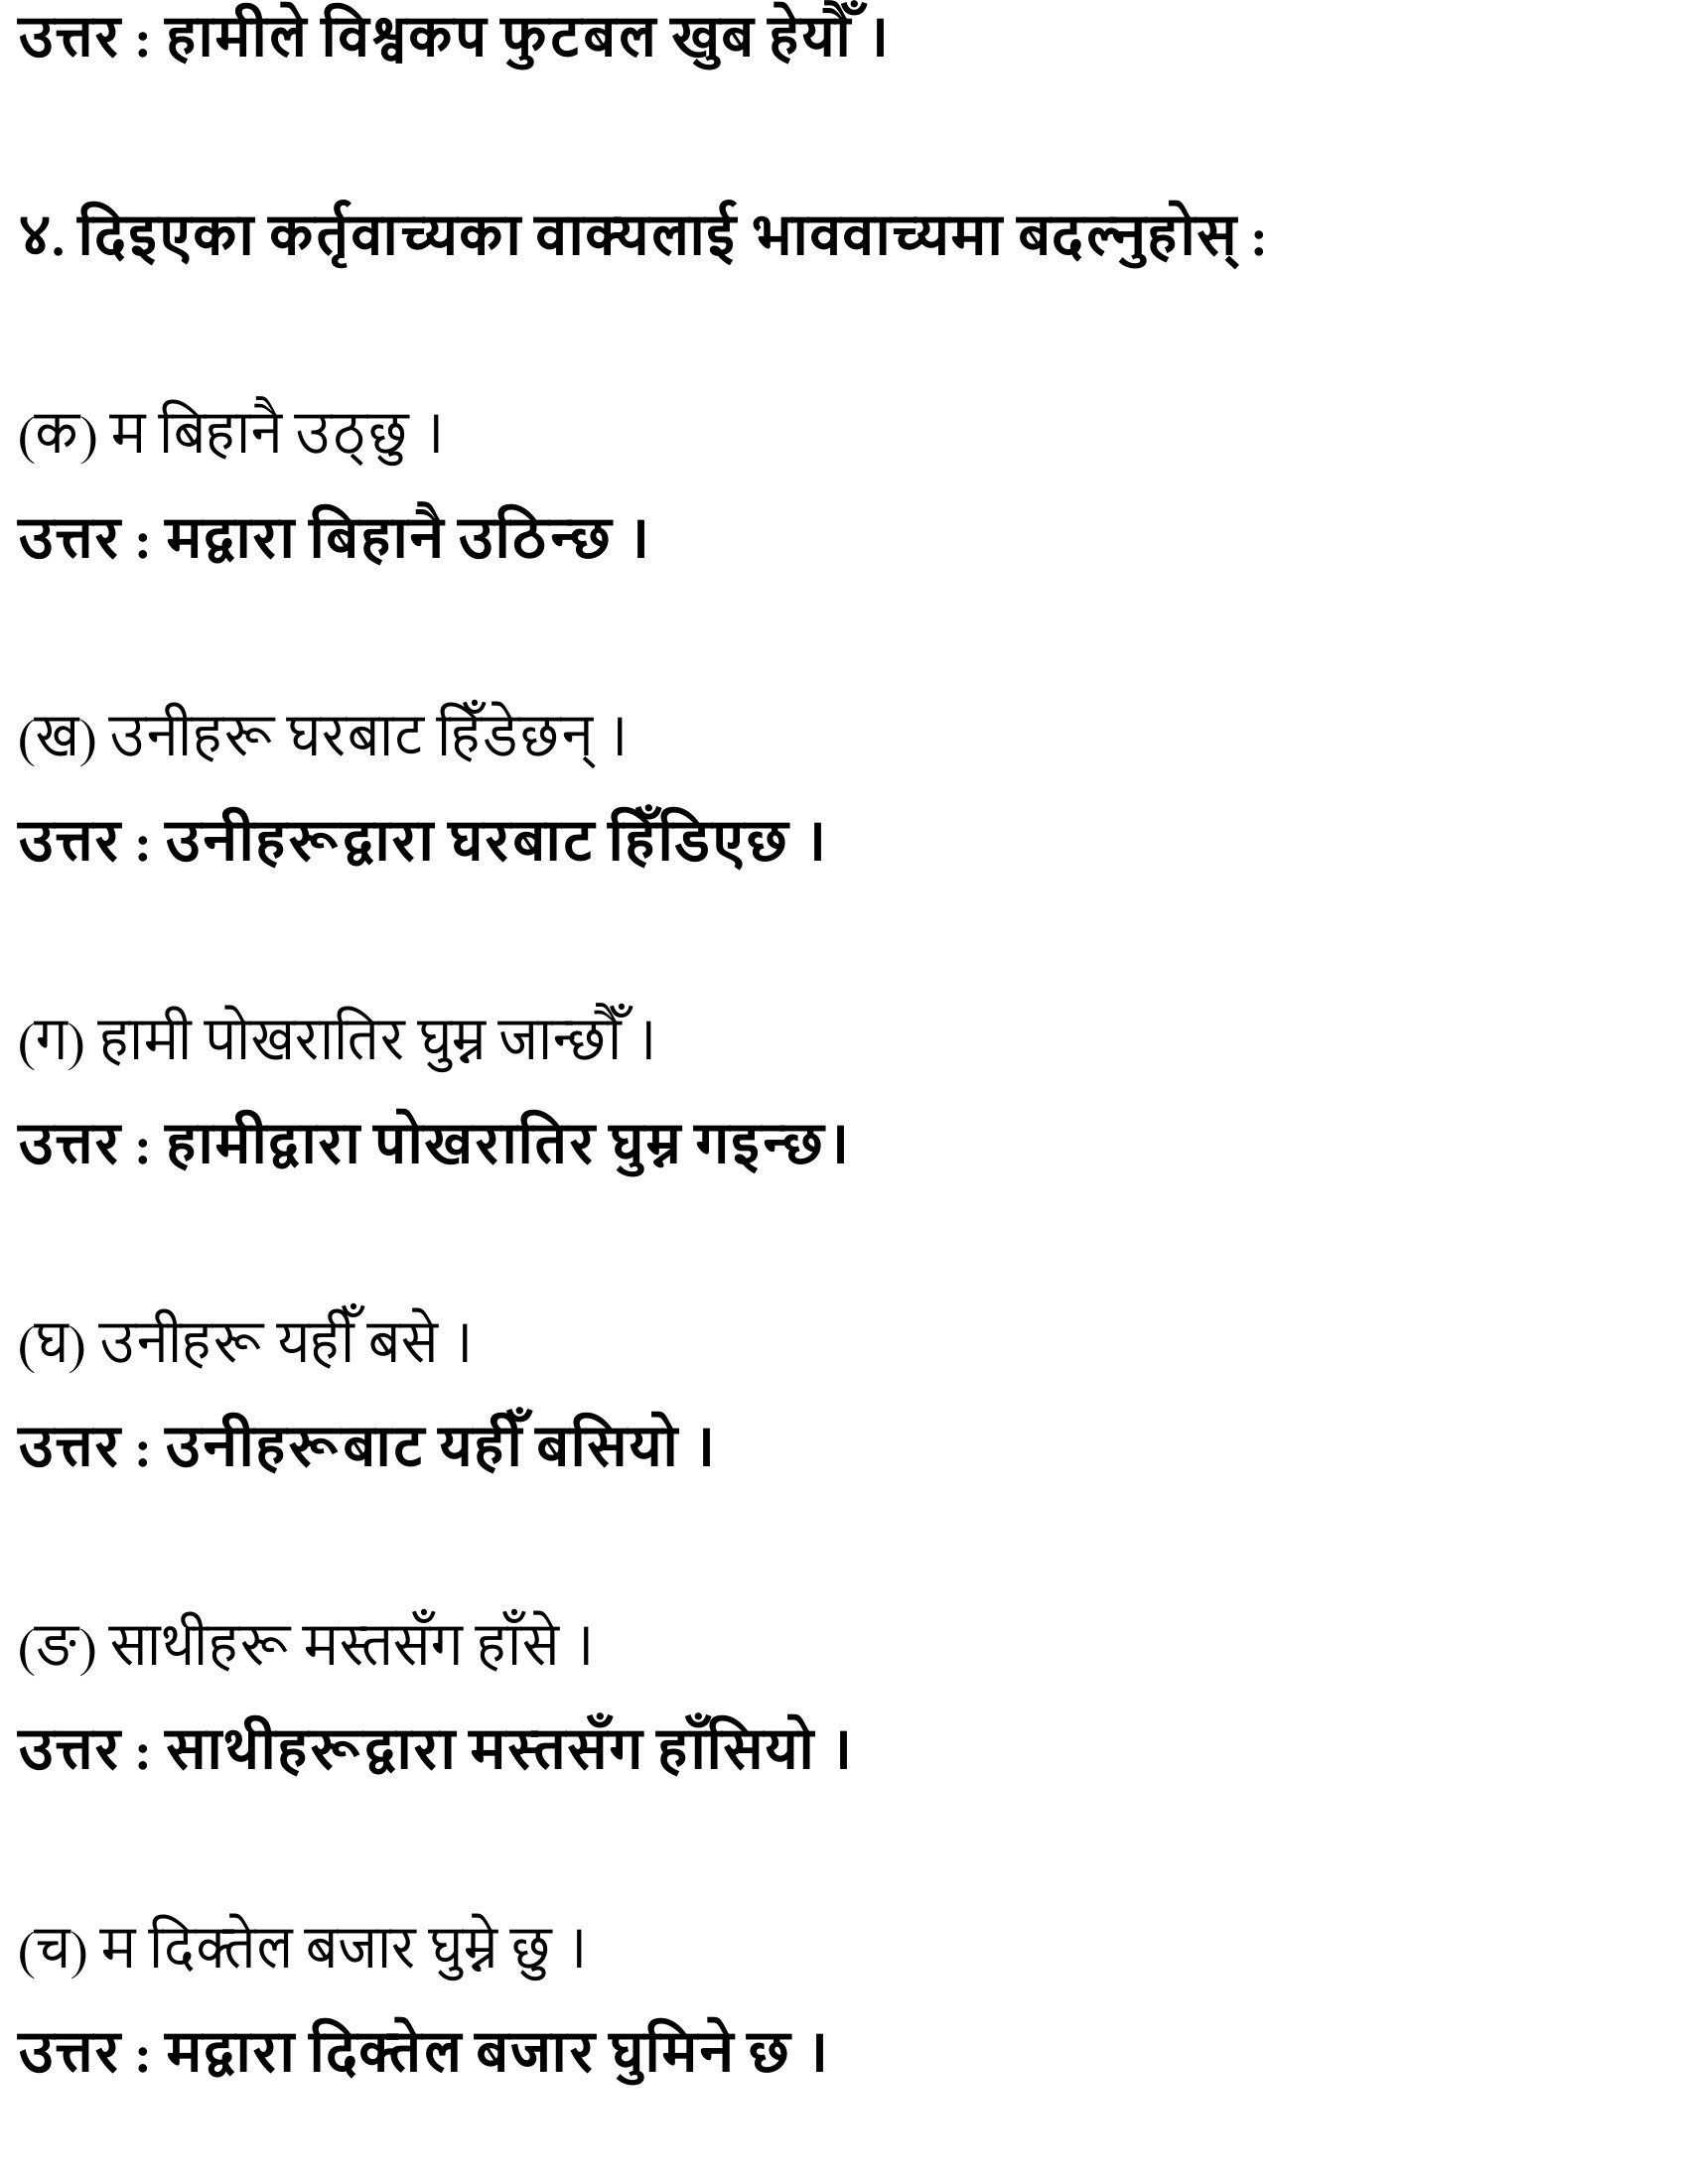 उत्तर : हामीले विश्वकप फुटबल खुब हेर्यौँ ।
४. दिइएका कर्तृवाच्यका वाक्यलाई भाववाच्यमा बदल्नुहोस् :
(क) म बिहानै उठ्छु ।
उत्तर : मद्वारा बिहानै उठिन्छ ।
(ख) उनीहरू घरबाट हिँडेछन् ।
उत्तर : उनीहरूद्वारा घरबाट हिँडिएछ ।
(ग) हामी पोखरातिर घुम्न जान्छौँ ।
उत्तर : हामीद्वारा पोखरातिर घुम्न गइन्छ।
(घ) उनीहरू यहीँ बसे ।
उत्तर : उनीहरूबाट यहीँ बसियो ।
(ङ) साथीहरू मस्तसँग हाँसे ।
उत्तर : साथीहरूद्वारा मस्तसँग हाँसियो ।
(च) म दिक्तेल बजार घुम्ने छु ।
उत्तर : मद्वारा दिक्तेल बजार घुमिने छ ।